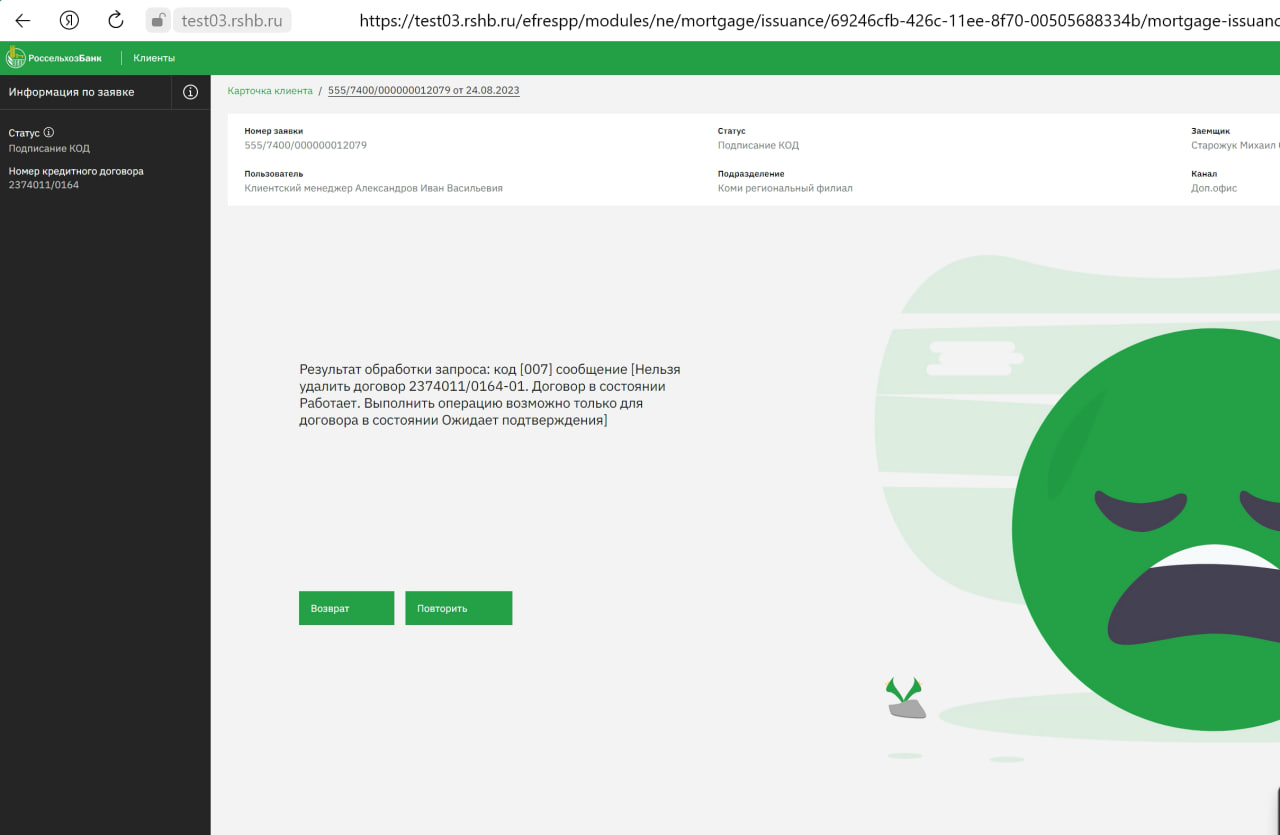 test03.rshb.ru https://test03.rshb.ru/efrespp/modules/ne/mortgage/issuance/69246cfb-426c-11ee-8f70-00505688334b/mortgage-issuanc
РоссельхозБанк Клиенты
Информация по заявке
Карточка клиента / 555/7400/000000012079 от 24.08.2023
Статус
Подписание КОД
Номер кредитного договора
2374011/0164
Номер заявки Статус Заемщик
555/7400/000000012079 Подписание КОД Старожук Михаил
Пользователь Подразделение Канал
Клиентский менеджер Александров Иван Васильевия Коми региональный филиал Доп.офис
Результат обработки запроса: код [007] сообщение [Нельзя
удалить договор 2374011/0164-01. Договор в состоянии
Работает. Выполнить операцию возможно только для
договора в состоянии Ожидает подтверждения]
Возврат Повторить